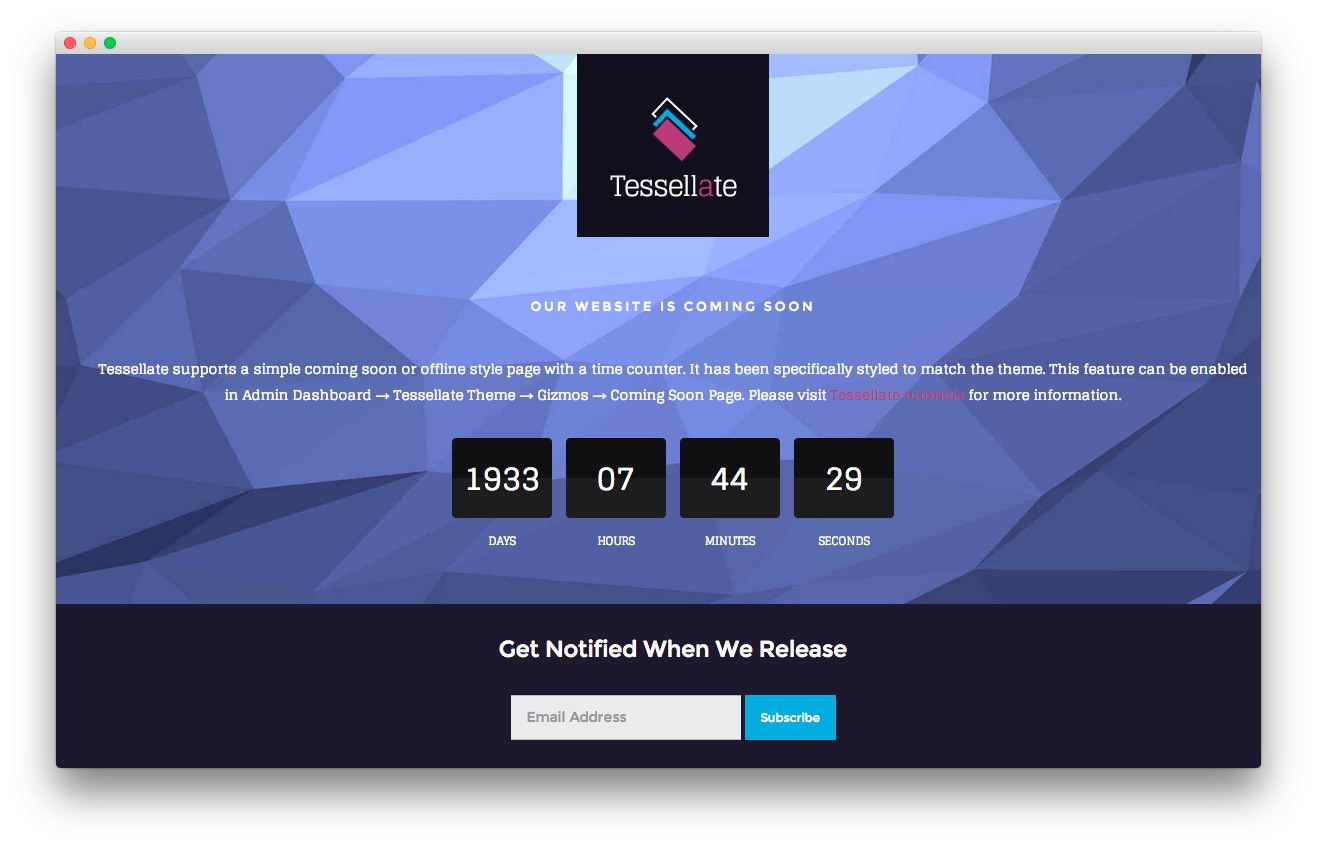 Tessellate
OUR WEBSITE IS COMING SOON
Tessellate supports a simple coming soon or offline style page with a time counter. It has been specifically styled to match the theme. This feature can be enabled
in Admin Dashboard → Tessellate Theme → Gizmos → Coming Soon Page. Please visit Tessellate tutorials for more information.
1933 07 44 29
DAYS HOURS MINUTES SECONDS
Get Notified When We Release
Email Address Subscribe